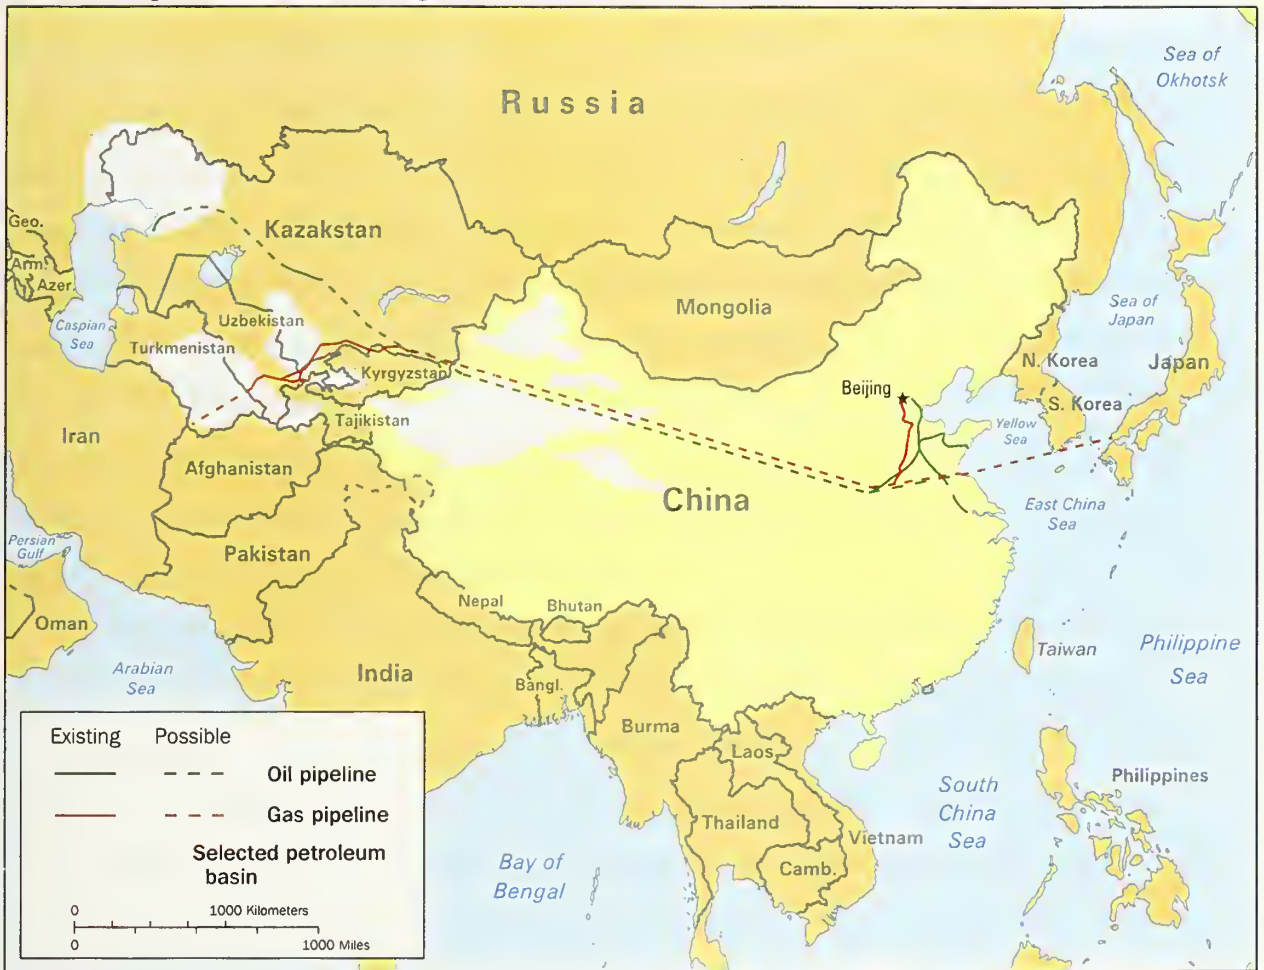 Sea of
Okhotsk
Russia
Geo.
Kazakstan
Arm.
Azer.
Mongolia
Sea of
Japan
Caspian
Sea
Uzbekistan
Turkmenistan
Kyrgyzstan
N. Korea
Japan
Beijing
S. Korea
Tajikistan
Yellow
Sea
Iran
Afghanistan
China
East China
Sea
Persian
Gulf
Pakistan
Nepal
Bhutan
Oman
Taiwan
Philippine
Sea
Arabian
Sea
India
Bangl.
Burma
Laos
Existing Possible
Oil pipeline
Gas pipeline
Selected petroleum
basin
0 1000 Kilometers
0 1000 Miles
Philippines
South
China
Sea
Thailand
Vietnam
Camb.
Bay of
Bengal